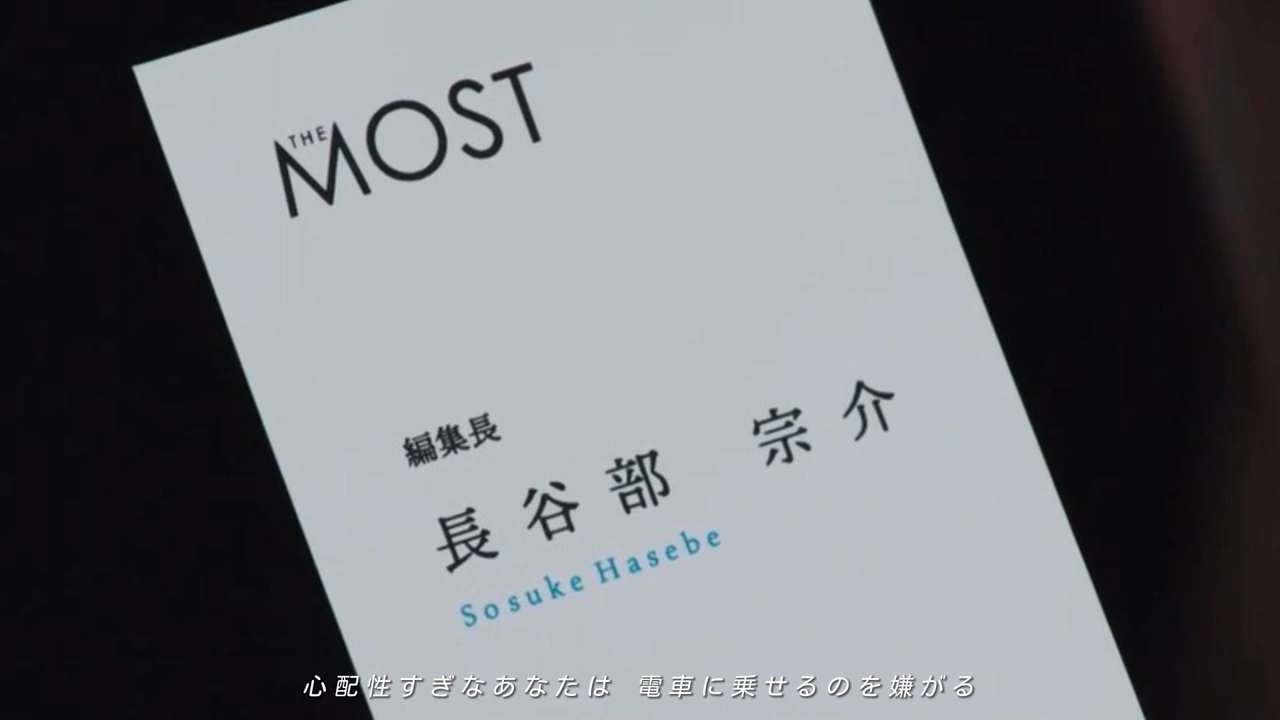 THE MOST
編集長
長谷部 宗介
Sosuke Hasebe
心配性すぎなあなたは 電車に乗せるのを嫌がる